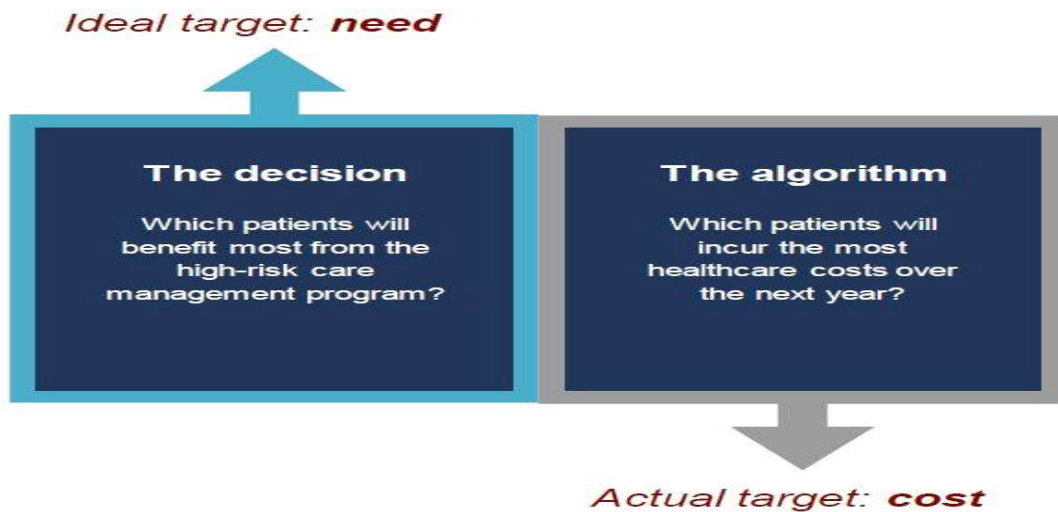 Ideal target: need
The decision
Which patients will
benefit most from the
high-risk care
management program?
The algorithm
Which patients will
incur the most
healthcare costs over
the next year?
Actual target: cost